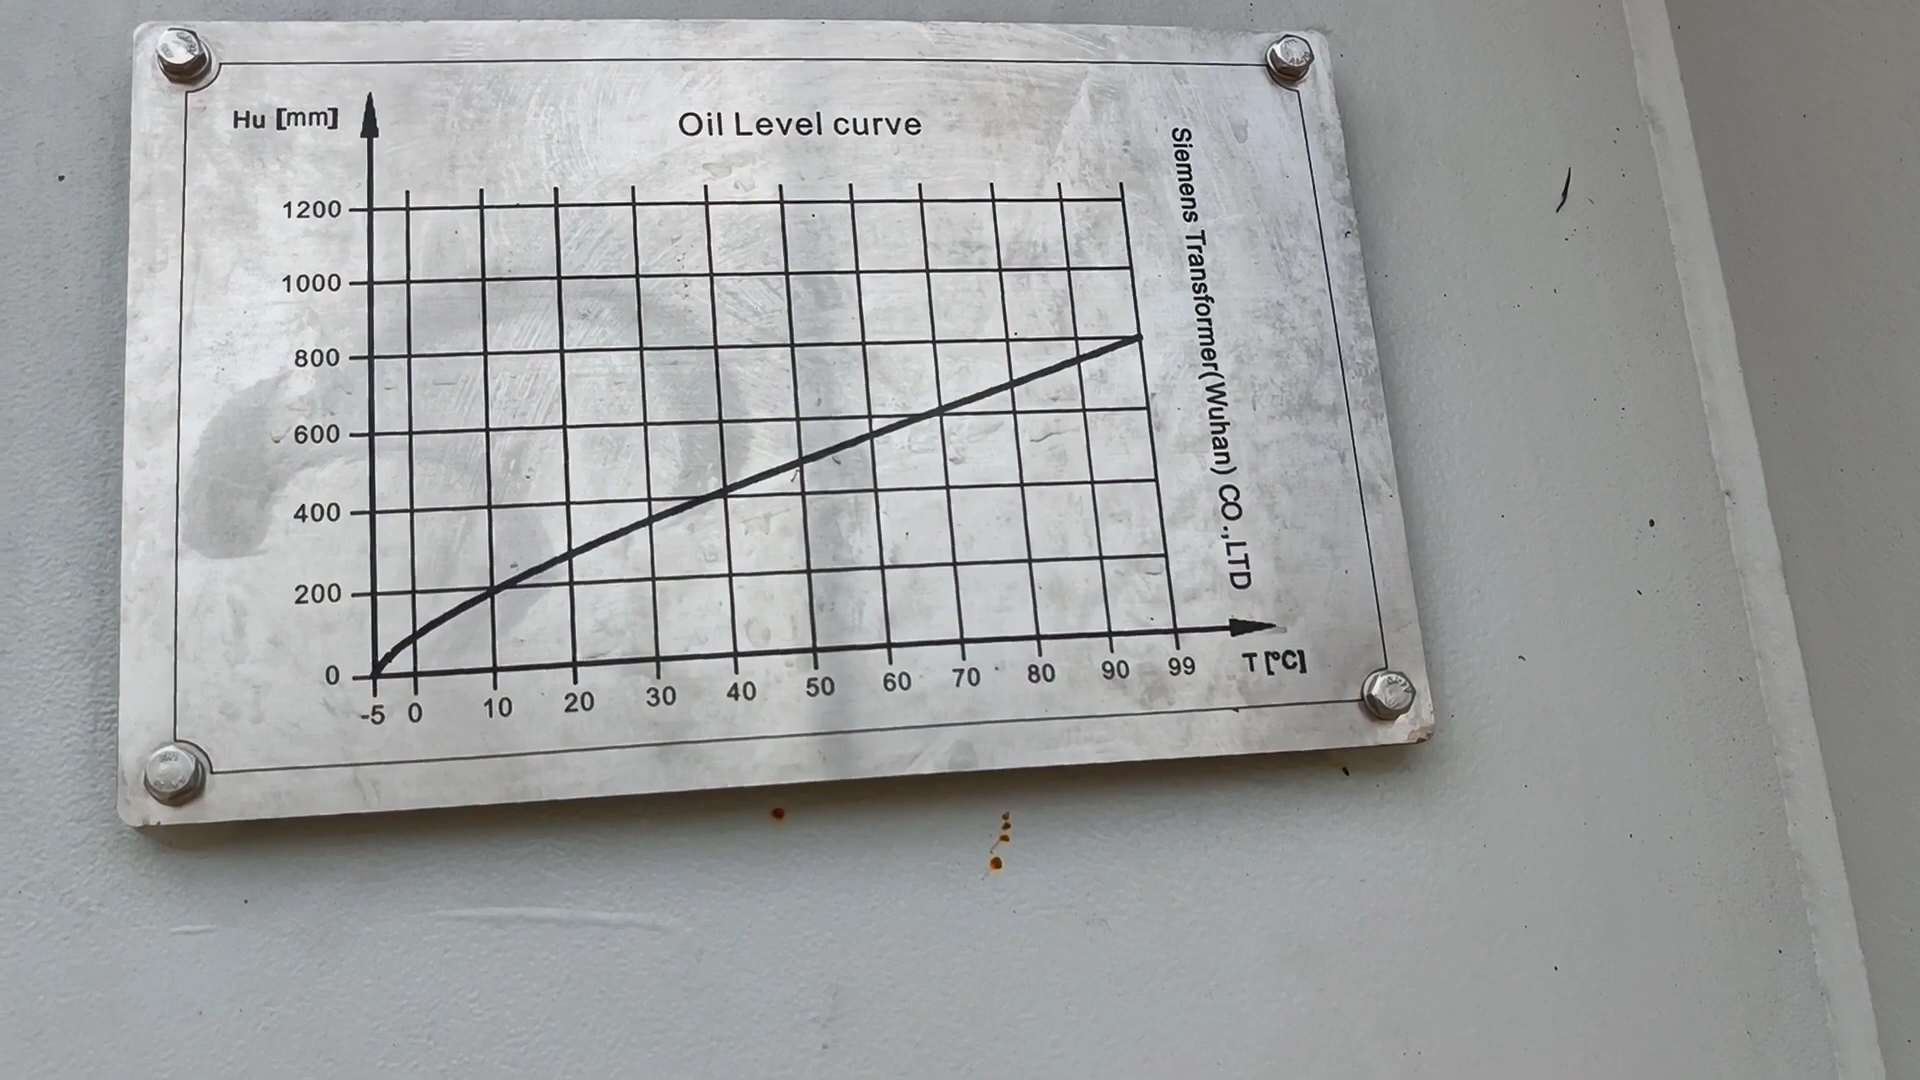 Hu [mm]
Oil Level curve
1200
1000
800
600
400
200
0
-5 0 10 20 30 40 50 60 70 80 90 99
T [°C]
Siemens Transformer(Wuhan) CO.,LTD